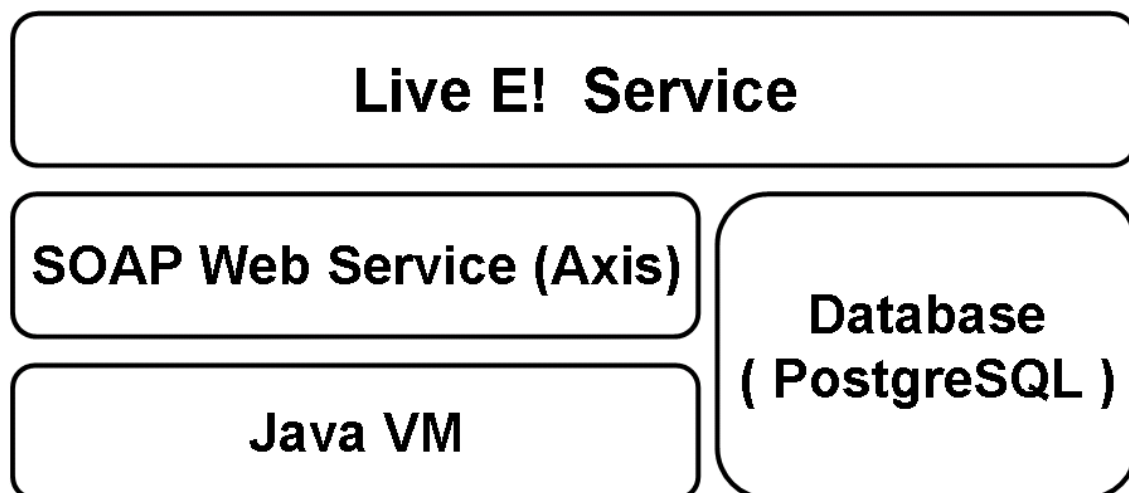 Live E! Service
SOAP Web Service (Axis)
Database
( PostgreSQL )
Java VM